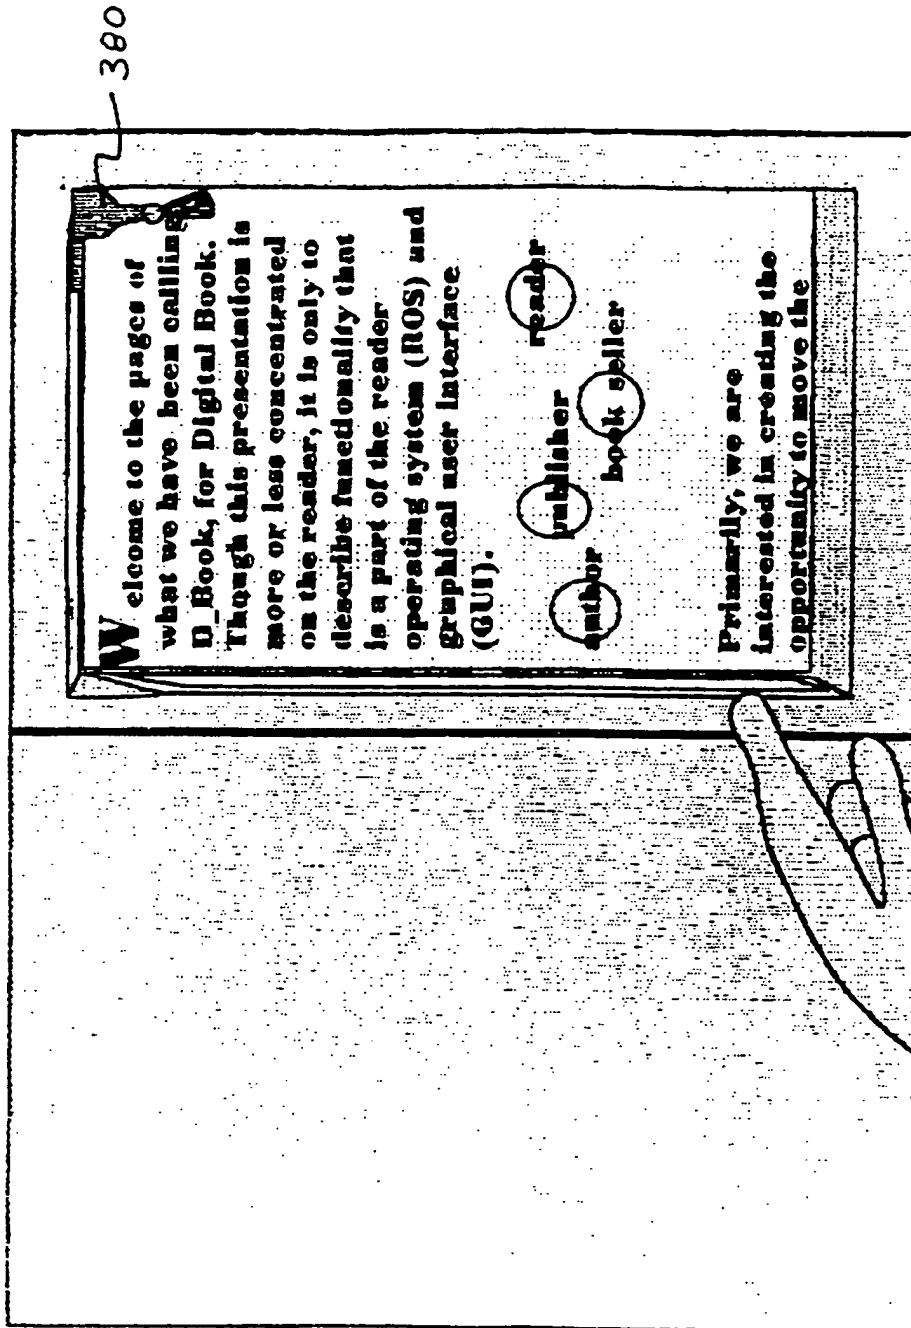 380
Welcome to the pages of
what we have been callling
D_Book, for Digital Book.
Though this presentation is
more or less concentrated
on the reader, it is only to
describe functionality that
is a part of the reader
operating system (ROS) and
graphical user interface
(GUI).
author
publisher
book seller
reader
Primarily, we are
interested in creating the
opportunity to move the